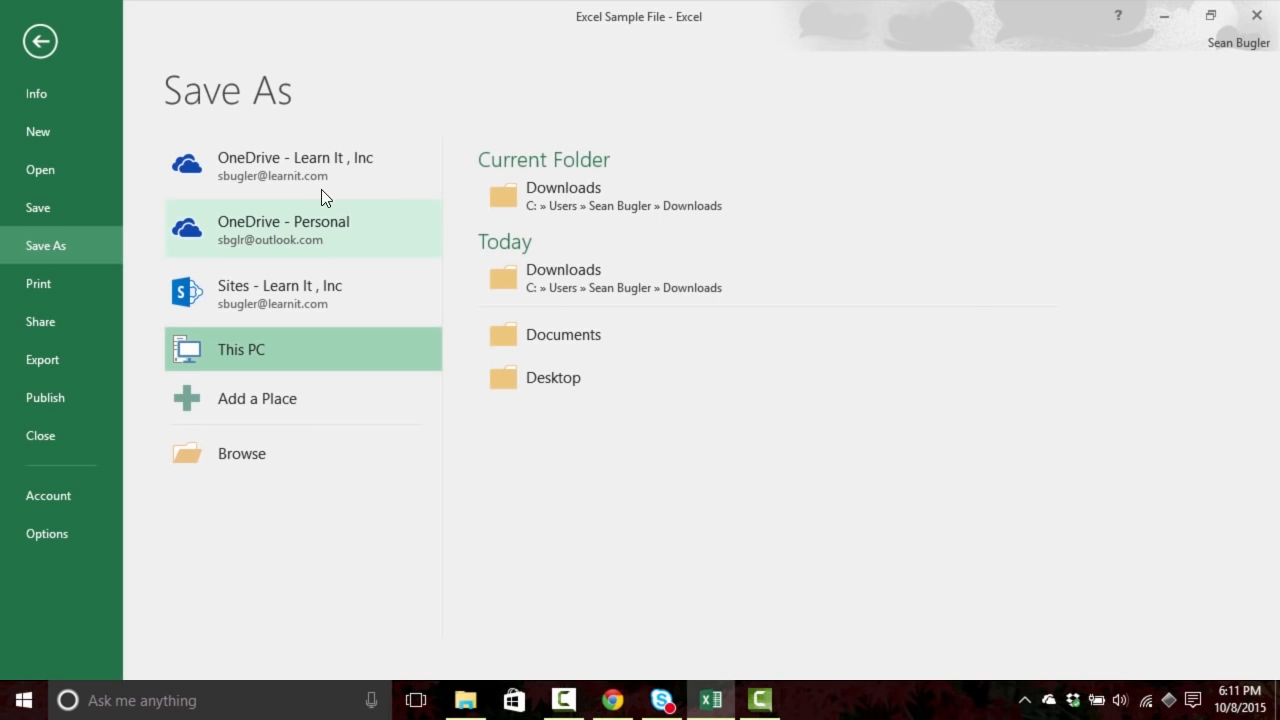 Excel Sample File - Excel
?
Sean Bugler
Info
New
Open
Save
Save As
Print
Share
Export
Publish
Close
Account
Options
Save As
OneDrive - Learn It , Inc
sbugler@learnit.com
OneDrive - Personal
sbglr@outlook.com
S
Sites - Learn It , Inc
sbugler@learnit.com
This PC
Add a Place
Browse
Current Folder
Downloads
C: » Users » Sean Bugler » Downloads
Today
Downloads
C: » Users » Sean Bugler » Downloads
Documents
Desktop
Ask me anything
6:11 PM
10/8/2015